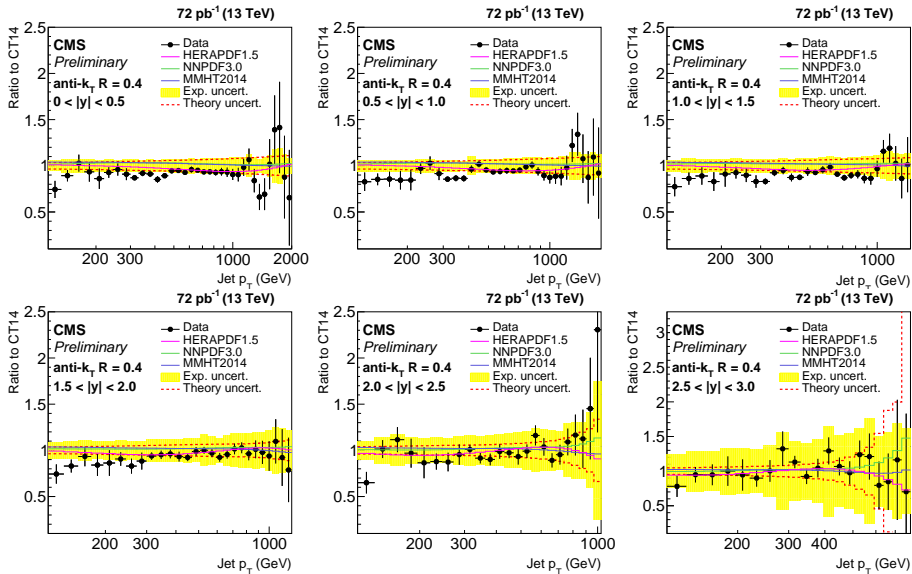 72 pb-1 (13 TeV)
Ratio to CT14
2.5
2
1.5
1
0.5
CMS
Preliminary
anti-kT R = 0.4
0 < |y| < 0.5
Data
HERAPDF1.5
NNPDF3.0
MMHT2014
Exp. uncert.
Theory uncert.
200 300 1000 2000
Jet pT (GeV)
72 pb-1 (13 TeV)
Ratio to CT14
2.5
2
1.5
1
0.5
CMS
Preliminary
anti-kT R = 0.4
0.5 < |y| < 1.0
Data
HERAPDF1.5
NNPDF3.0
MMHT2014
Exp. uncert.
Theory uncert.
200 300 1000
Jet pT (GeV)
72 pb-1 (13 TeV)
Ratio to CT14
2.5
2
1.5
1
0.5
CMS
Preliminary
anti-kT R = 0.4
1.0 < |y| < 1.5
Data
HERAPDF1.5
NNPDF3.0
MMHT2014
Exp. uncert.
Theory uncert.
200 300 1000
Jet pT (GeV)
72 pb-1 (13 TeV)
Ratio to CT14
2.5
2
1.5
1
0.5
CMS
Preliminary
anti-kT R = 0.4
1.5 < |y| < 2.0
Data
HERAPDF1.5
NNPDF3.0
MMHT2014
Exp. uncert.
Theory uncert.
200 300 1000
Jet pT (GeV)
72 pb-1 (13 TeV)
Ratio to CT14
2.5
2
1.5
1
0.5
CMS
Preliminary
anti-kT R = 0.4
2.0 < |y| < 2.5
Data
HERAPDF1.5
NNPDF3.0
MMHT2014
Exp. uncert.
Theory uncert.
200 300 1000
Jet pT (GeV)
72 pb-1 (13 TeV)
Ratio to CT14
3
2.5
2
1.5
1
0.5
CMS
Preliminary
anti-kT R = 0.4
2.5 < |y| < 3.0
Data
HERAPDF1.5
NNPDF3.0
MMHT2014
Exp. uncert.
Theory uncert.
200 300 400
Jet pT (GeV)